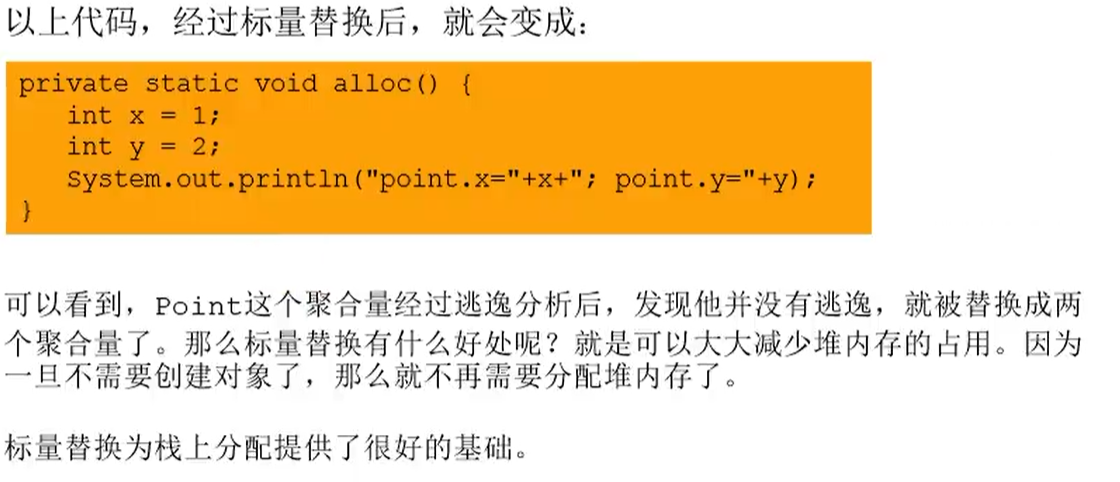 以上代码，经过标量替换后，就会变成：
private static void alloc() {
   int x = 1;
   int y = 2;
   System.out.println("point.x="+x+"; point.y="+y);
}
可以看到，Point这个聚合量经过逃逸分析后，发现他并没有逃逸，就被替换成两
个聚合量了。那么标量替换有什么好处呢？就是可以大大减少堆内存的占用。因为
一旦不需要创建对象了，那么就不再需要分配堆内存了。
标量替换为栈上分配提供了很好的基础。